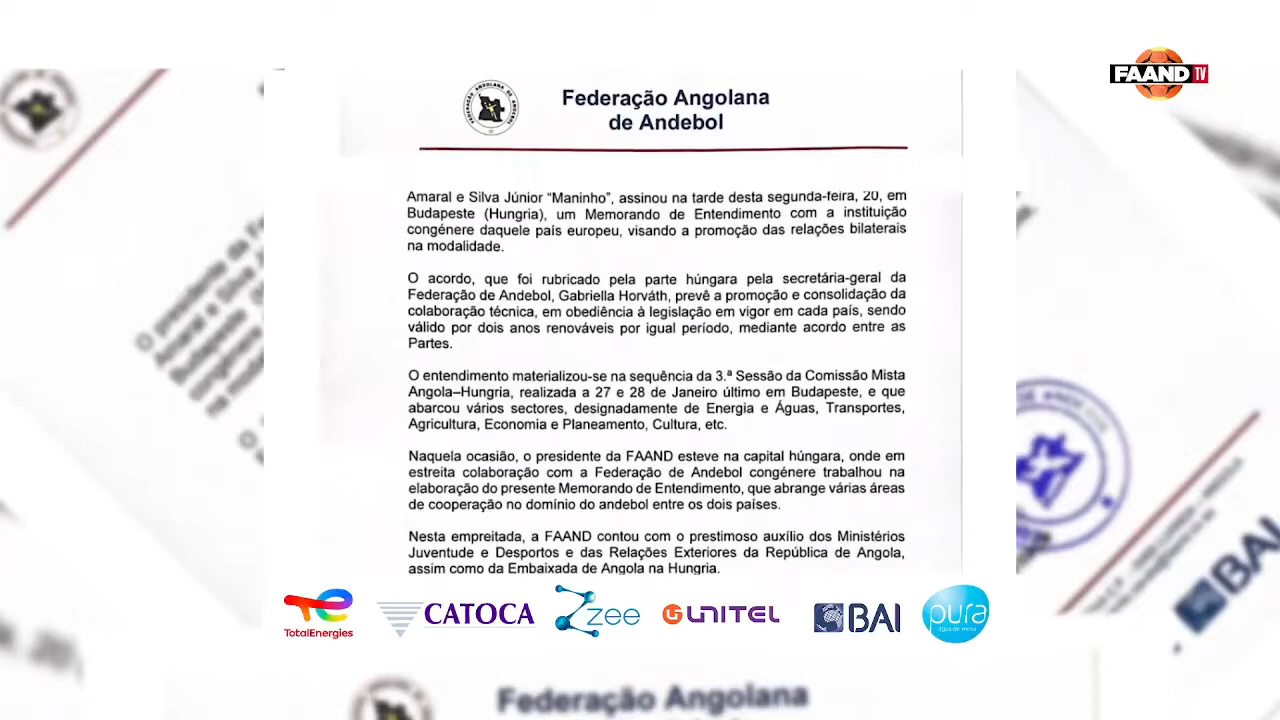 FAAND TV
Federação Angolana
de Andebol
Amaral e Silva Júnior “Maninho”, assinou na tarde desta segunda-feira, 20, em
Budapeste (Hungria), um Memorando de Entendimento com a instituição
congénere daquele país europeu, visando a promoção das relações bilaterais
na modalidade.
O acordo, que foi rubricado pela parte húngara pela secretária-geral da
Federação de Andebol, Gabriella Horváth, prevê a promoção e consolidação da
colaboração técnica, em obediência à legislação em vigor em cada país, sendo
válido por dois anos renováveis por igual período, mediante acordo entre as
Partes.
O entendimento materializou-se na sequência da 3.ª Sessão da Comissão Mista
Angola–Hungria, realizada a 27 e 28 de Janeiro último em Budapeste, e que
abarcou vários sectores, designadamente de Energia e Águas, Transportes,
Agricultura, Economia e Planeamento, Cultura, etc.
Naquela ocasião, o presidente da FAAND esteve na capital húngara, onde em
estreita colaboração com a Federação de Andebol congénere trabalhou na
elaboração do presente Memorando de Entendimento, que abrange várias áreas
de cooperação no domínio do andebol entre os dois países.
Nesta empreitada, a FAAND contou com o prestimoso auxílio dos Ministérios
Juventude e Desportos e das Relações Exteriores da República de Angola,
assim como da Embaixada de Angola na Hungria.
TotalEnergies
CATOCA
Zzee
UNITEL
BAI
pura
água de mesa
O presidente da
BAI
Federação Angolana